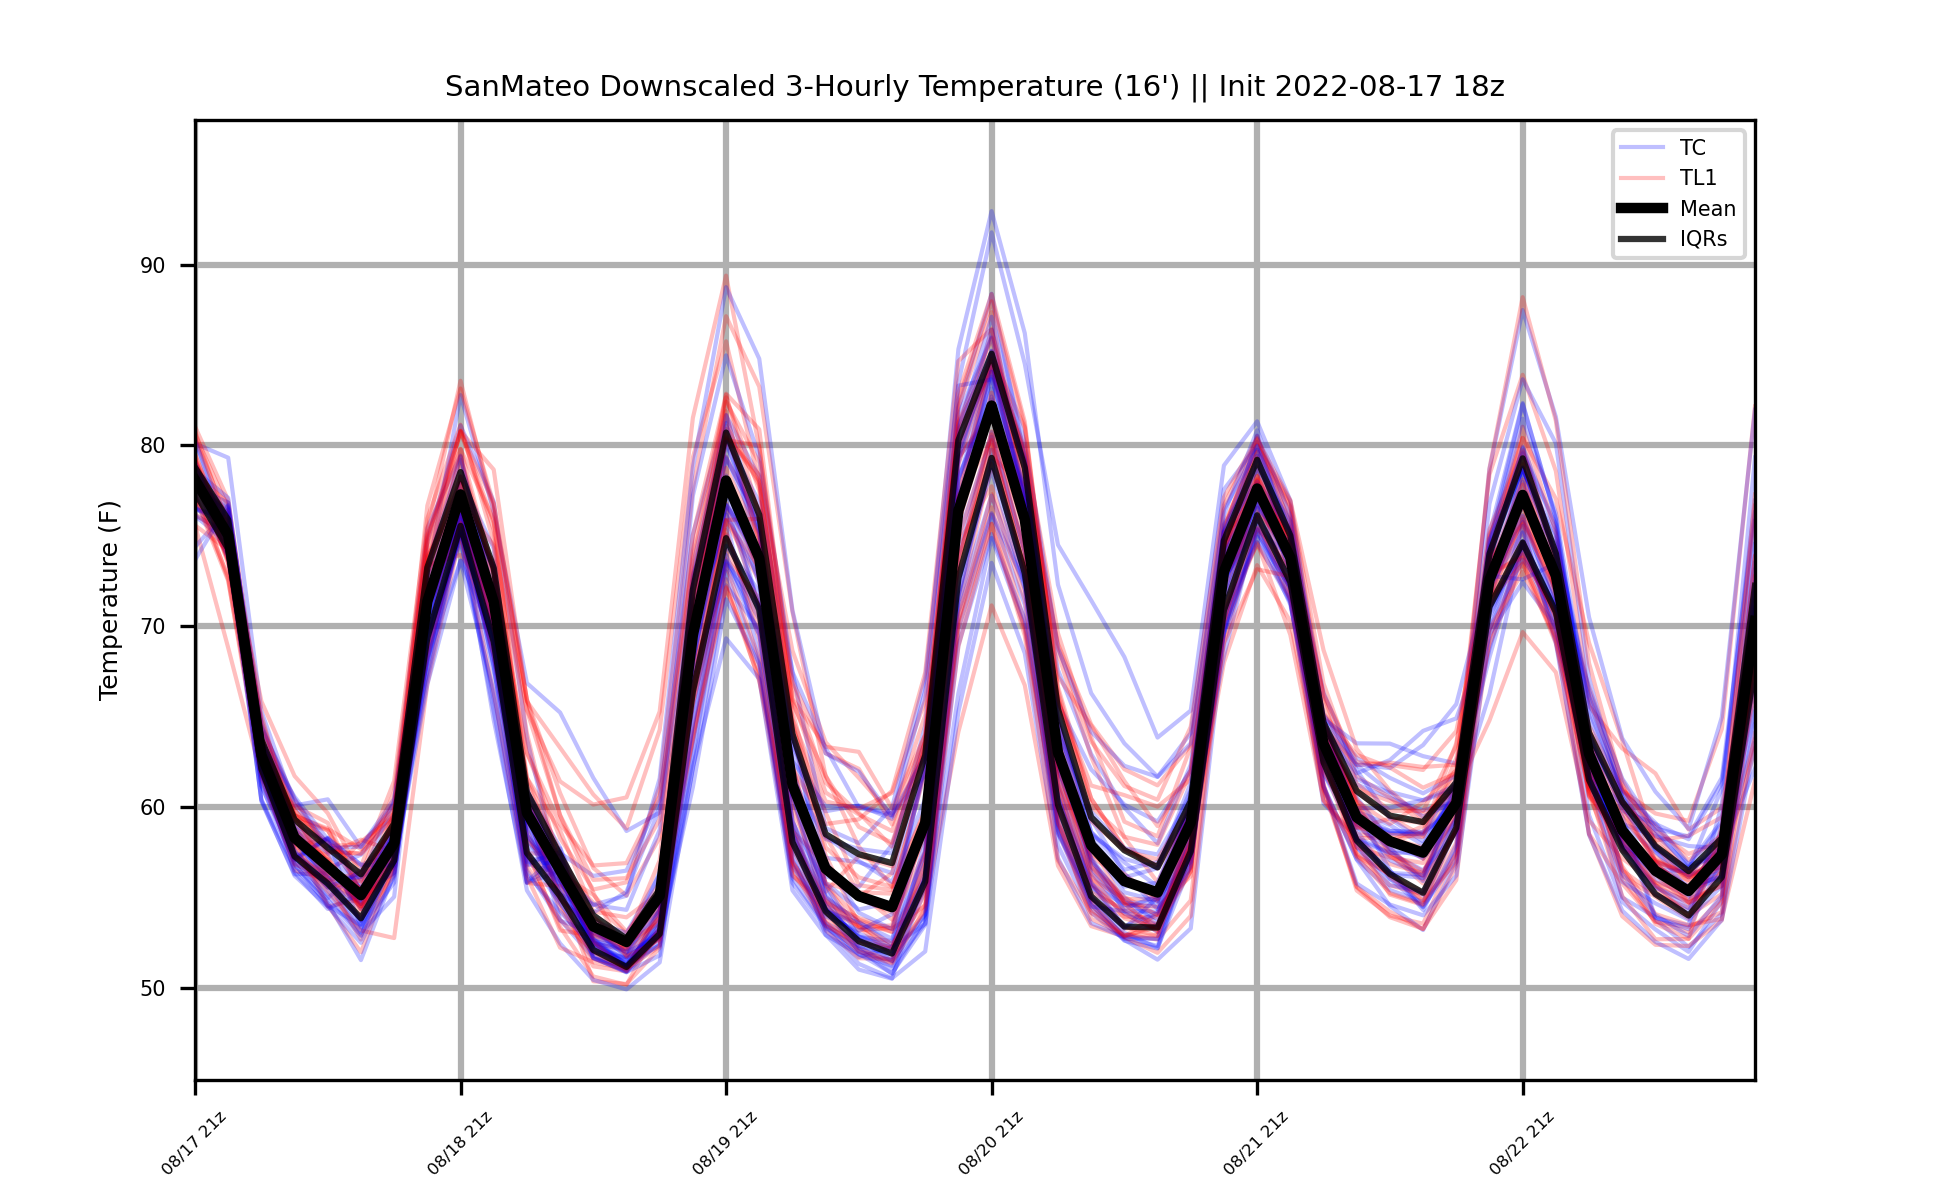 SanMateo Downscaled 3-Hourly Temperature (16') || Init 2022-08-17 18z
TC
TL1
Mean
IQRs
Temperature (F)
90
80
70
60
50
08/17 21z
08/18 21z
08/19 21z
08/20 21z
08/21 21z
08/22 21z